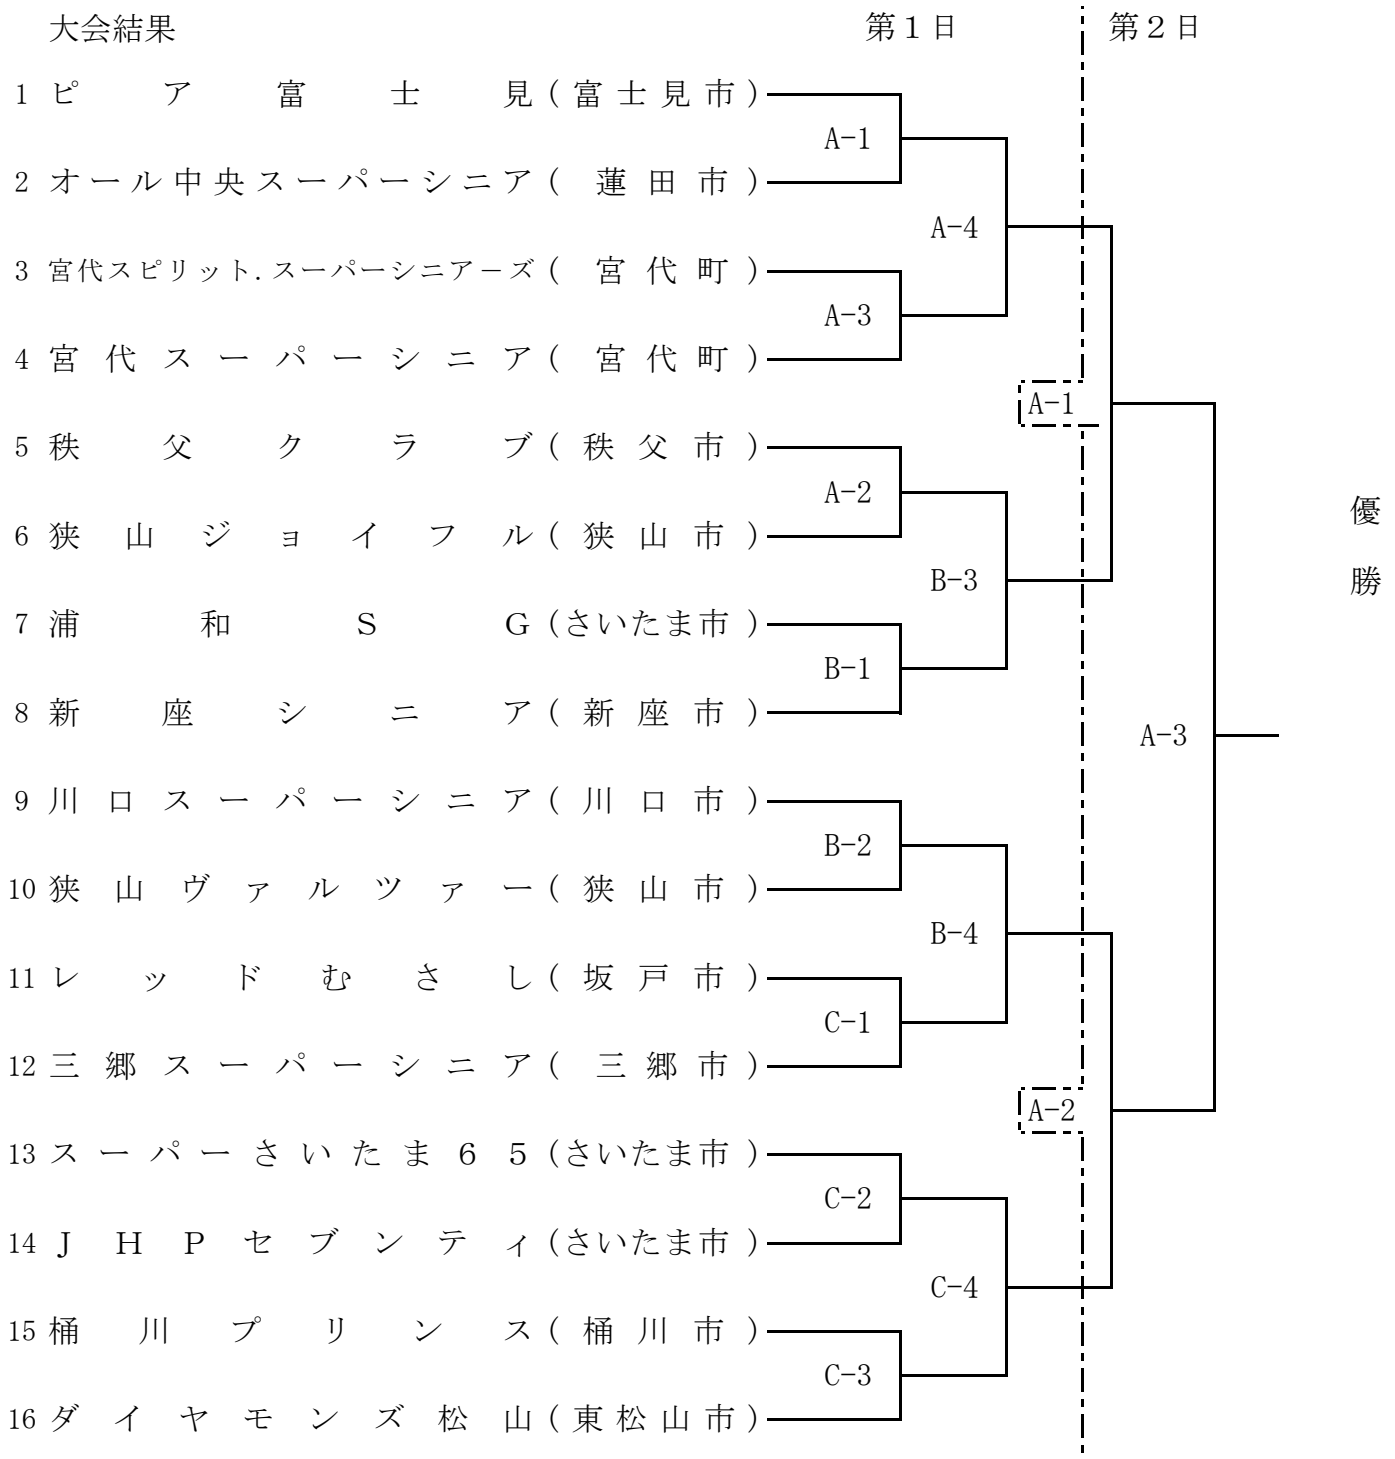 大会結果 第１日 第２日
1 ピア富士見(富士見市)
A-1
2 オール中央スーパーシニア(蓮田市)
A-4
3 宮代スピリット.スーパーシニア－ズ(宮代町)
A-3
4 宮代スーパーシニア(宮代町)
A-1
5 秩父クラブ(秩父市)
A-2
優
6 狭山ジョイフル(狭山市)
B-3
勝
7 浦和ＳＧ(さいたま市)
B-1
8 新座シニア(新座市)
A-3
9 川口スーパーシニア(川口市)
B-2
10 狭山ヴァルツァー(狭山市)
B-4
11 レッドむさし(坂戸市)
C-1
12 三郷スーパーシニア(三郷市)
A-2
13 スーパーさいたま６５(さいたま市)
C-2
14 ＪＨＰセブンティ(さいたま市)
C-4
15 桶川プリンス(桶川市)
C-3
16 ダイヤモンズ松山(東松山市)